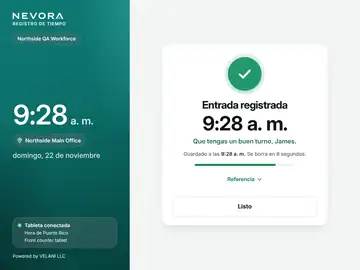 NEVORA
REGISTRO DE TIEMPO
Northside QA Workforce
9:28 a. m.
Northside Main Office
domingo, 22 de noviembre
Tableta conectada
Hora de Puerto Rico
Front counter tablet
Powered by VELANI LLC
Entrada registrada
9:28 a. m.
Que tengas un buen turno, James.
Guardado a las 9:28 a. m. Se borra en 8 segundos.
Referencia
Listo